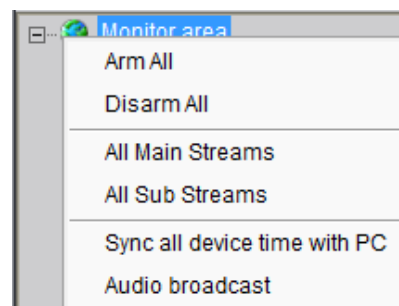 Monitor area
Arm All
Disarm All
All Main Streams
All Sub Streams
Sync all device time with PC
Audio broadcast